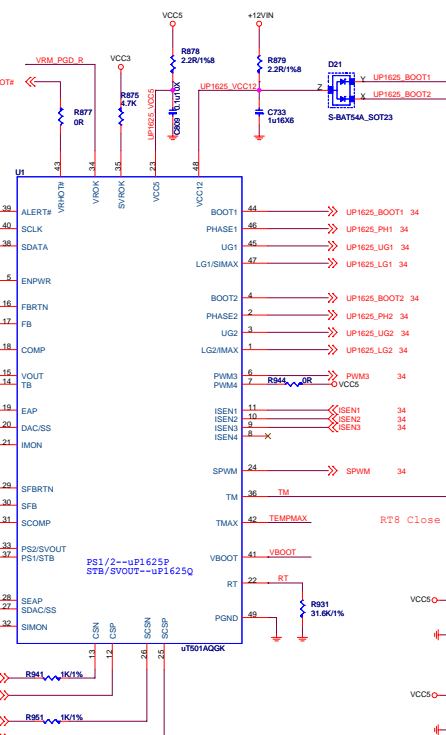 VCC5
+12VIN
R878
2.2R/1%8
R879
2.2R/1%8
D21
VRM_PGD_R
VCC3
OT#
R877
0R
R875
4.7K
UP1625_VCC5
C809
0.1u10X
UP1625_VCC12
C733
1u16X6
Z
Y
UP1625_BOOT1
X
UP1625_BOOT2
S-BAT54A_SOT23
43
34
35
23
48
U1
VRHOT#
VROK
SVROK
VCC5
VCC12
39 ALERT#
40 SCLK
38 SDATA
5 ENPWR
16 FBRTN
17 FB
18 COMP
15 VOUT
14 TB
19 EAP
20 DAC/SS
21 IMON
29 SFBRTN
30 SFB
31 SCOMP
33 PS2/SVOUT
37 PS1/STB
28 SEAP
27 SDAC/SS
32 SIMON
BOOT1 44 UP1625_BOOT1 34
PHASE1 46 UP1625_PH1 34
UG1 45 UP1625_UG1 34
LG1/SIMAX 47 UP1625_LG1 34
BOOT2 4 UP1625_BOOT2 34
PHASE2 2 UP1625_PH2 34
UG2 3 UP1625_UG2 34
LG2/IMAX 1 UP1625_LG2 34
PWM3 6 PWM3 34
PWM4 7 R944 0R VCC5
ISEN1 11 ISEN1 34
ISEN2 10 ISEN2 34
ISEN3 9 ISEN3 34
ISEN4 8
SPWM 24 SPWM 34
TM 36 TM
TMAX 42 TEMPMAX
RT8 Close
VBOOT 41 VBOOT
RT 22 RT
R931
31.6K/1%
PGND 49
PS1/2--uP1625P
STB/SVOUT--uP1625Q
CSN
CSP
SCSN
SCSP
uT501AQGK
13
12
26
25
VCC5
R941 1K/1%
VCC5
R951 1K/1%